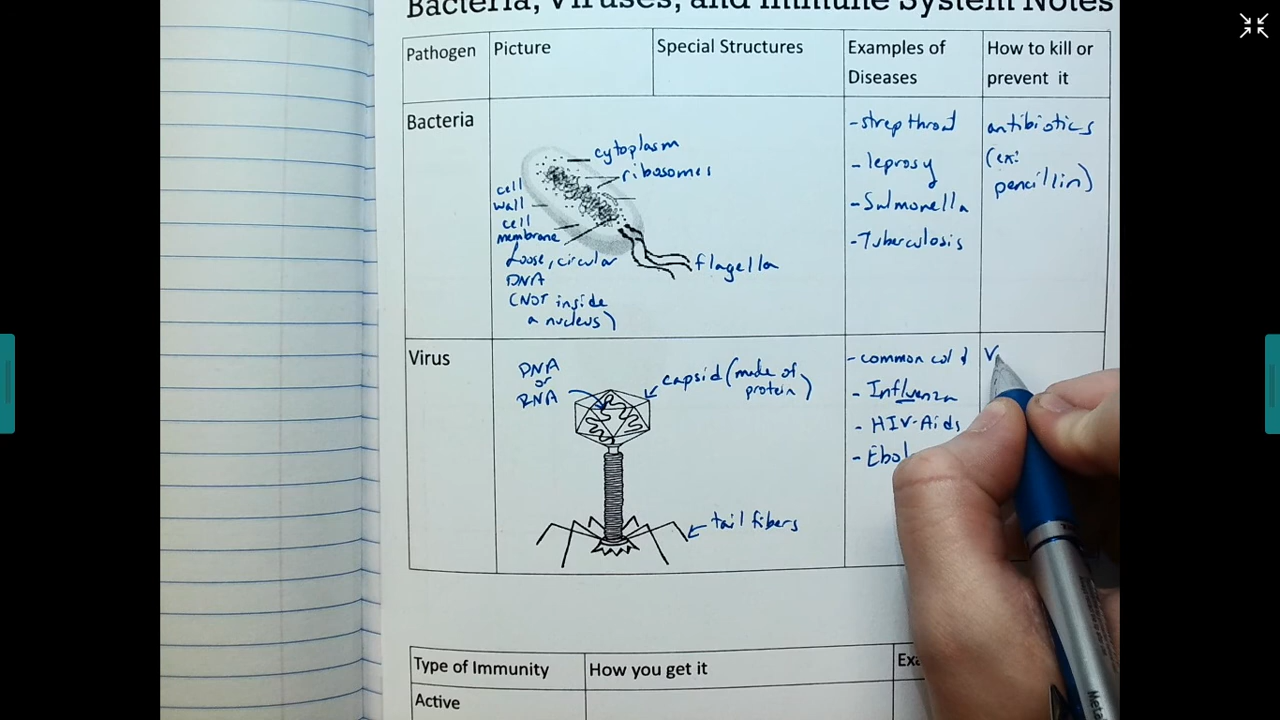 Bacteria, Viruses, and Immune System Notes
Pathogen
Picture
Special Structures
Examples of
Diseases
How to kill or
prevent it
Bacteria
cytoplasm
ribosomes
cell
wall
cell
membrane
Loose, circular
DNA
(NOT inside
a nucleus)
flagella
-strep throat
- leprosy
-Salmonella
-Tuberculosis
antibiotics
(ex:
pencillin)
Virus
DNA
or
RNA
capsid (made of
protein)
tail fibers
- common cold
- Influenza
- HIV-Aids
- Ebol
V
Type of Immunity
How you get it
Exa
Active